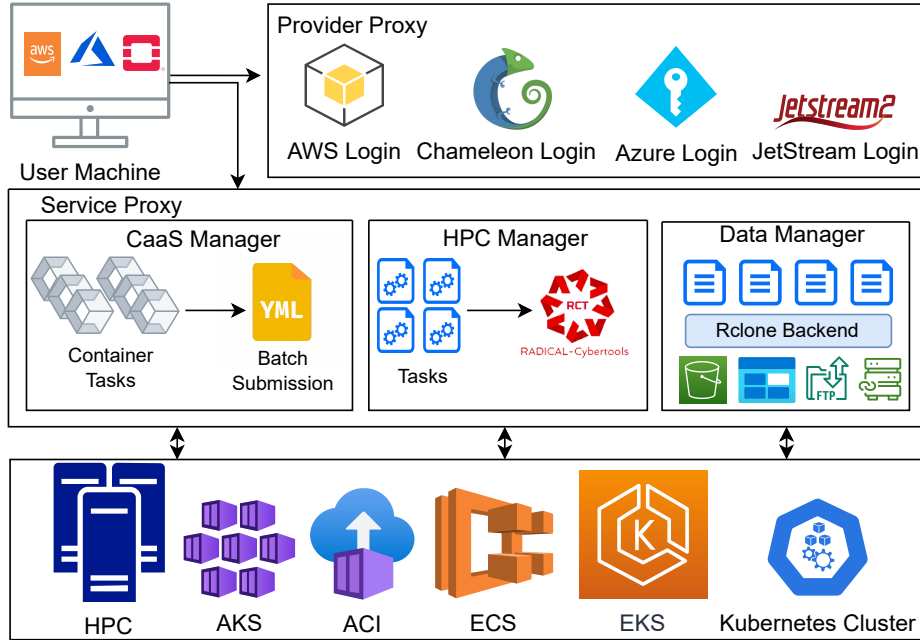 aws
User Machine
Provider Proxy
AWS Login
Chameleon Login
Azure Login
Jetstream2
JetStream Login
Service Proxy
CaaS Manager
Container
Tasks
YML
Batch
Submission
HPC Manager
Tasks
RCT
RADICAL-Cybertools
Data Manager
Rclone Backend
FTP
HPC
AKS
ACI
ECS
K
EKS
Kubernetes Cluster